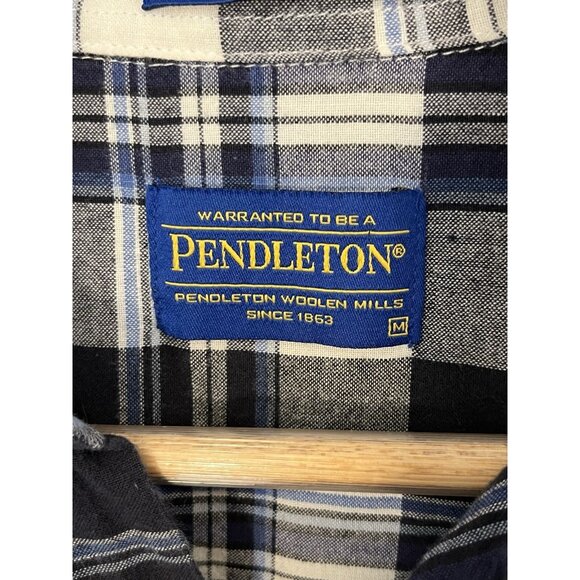 WARRANTED TO BE A
PENDLETON®
PENDLETON WOOLEN MILLS
SINCE 1863
M